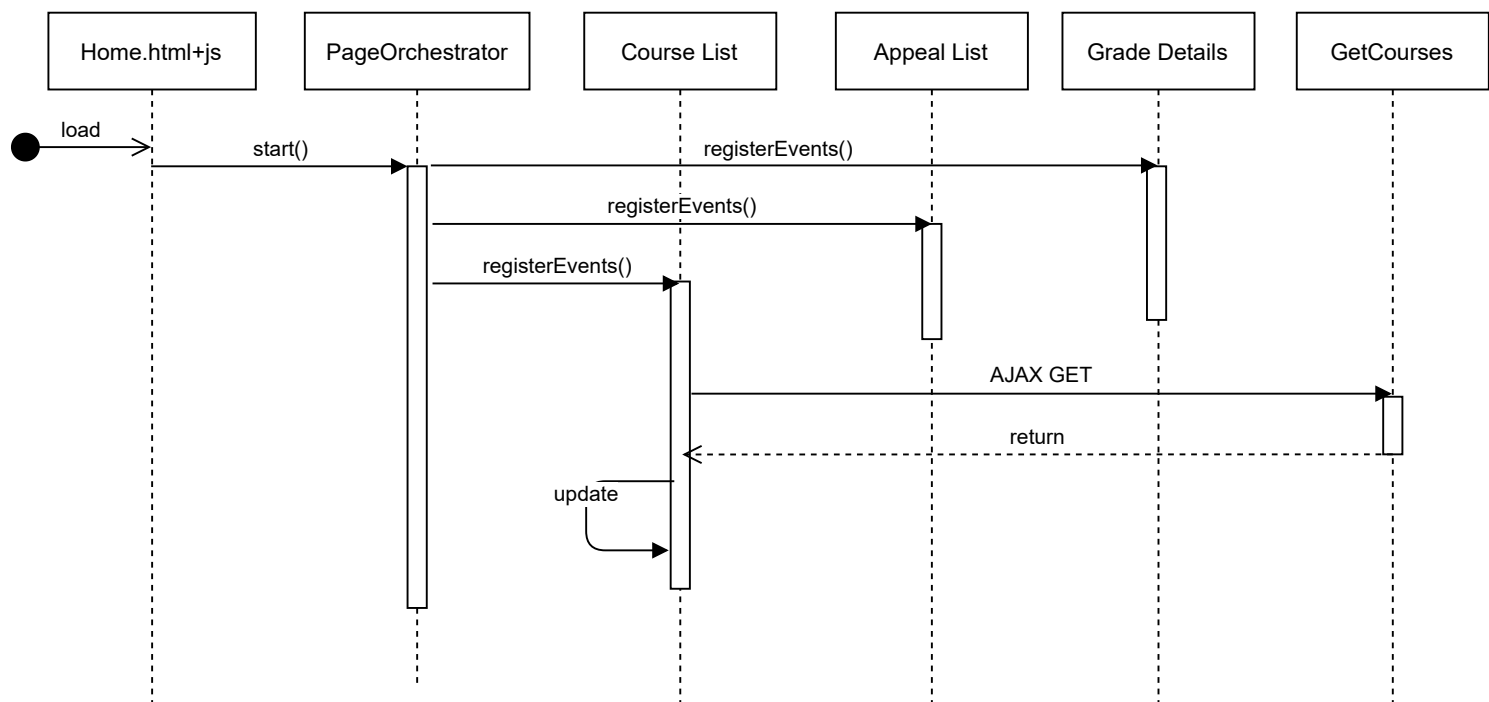 Home.html+js
PageOrchestrator
Course List
Appeal List
Grade Details
GetCourses
load
start()
registerEvents()
registerEvents()
registerEvents()
AJAX GET
return
update